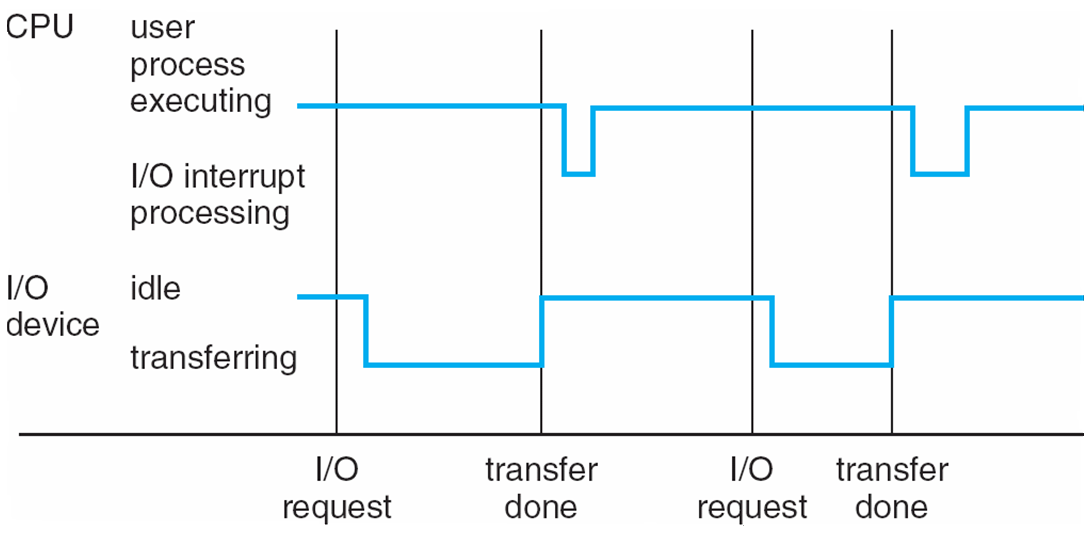 CPU
user
process
executing
I/O interrupt
processing
I/O
device
idle
transferring
I/O
request
transfer
done
I/O
request
transfer
done